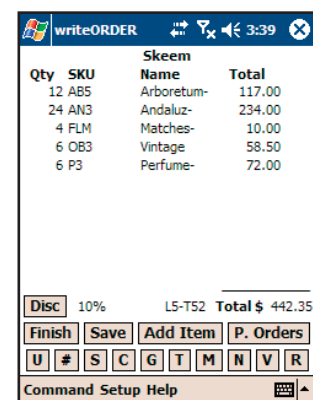 writeORDER 3:39
Skeem
Qty SKU Name Total
12 AB5 Arboretum- 117.00
24 AN3 Andaluz- 234.00
4 FLM Matches- 10.00
6 OB3 Vintage 58.50
6 P3 Perfume- 72.00
Disc 10% L5-T52 Total $ 442.35
Finish Save Add Item P. Orders
U # S C G T M N V R
Command Setup Help